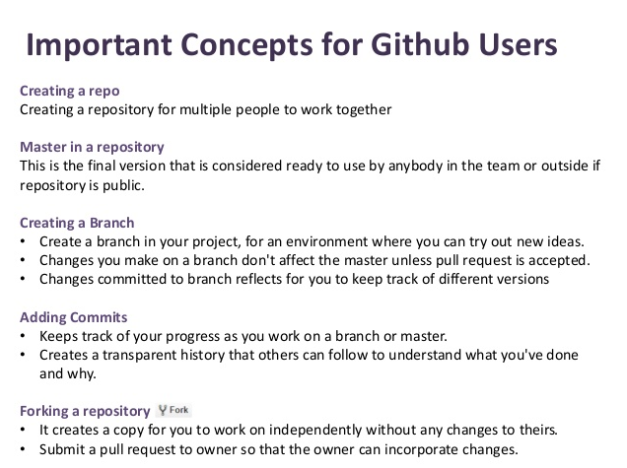 Important Concepts for Github Users
Creating a repo
Creating a repository for multiple people to work together
Master in a repository
This is the final version that is considered ready to use by anybody in the team or outside if
repository is public.
Creating a Branch
• Create a branch in your project, for an environment where you can try out new ideas.
• Changes you make on a branch don't affect the master unless pull request is accepted.
• Changes committed to branch reflects for you to keep track of different versions
Adding Commits
• Keeps track of your progress as you work on a branch or master.
• Creates a transparent history that others can follow to understand what you've done
and why.
Forking a repository Fork
• It creates a copy for you to work on independently without any changes to theirs.
• Submit a pull request to owner so that the owner can incorporate changes.